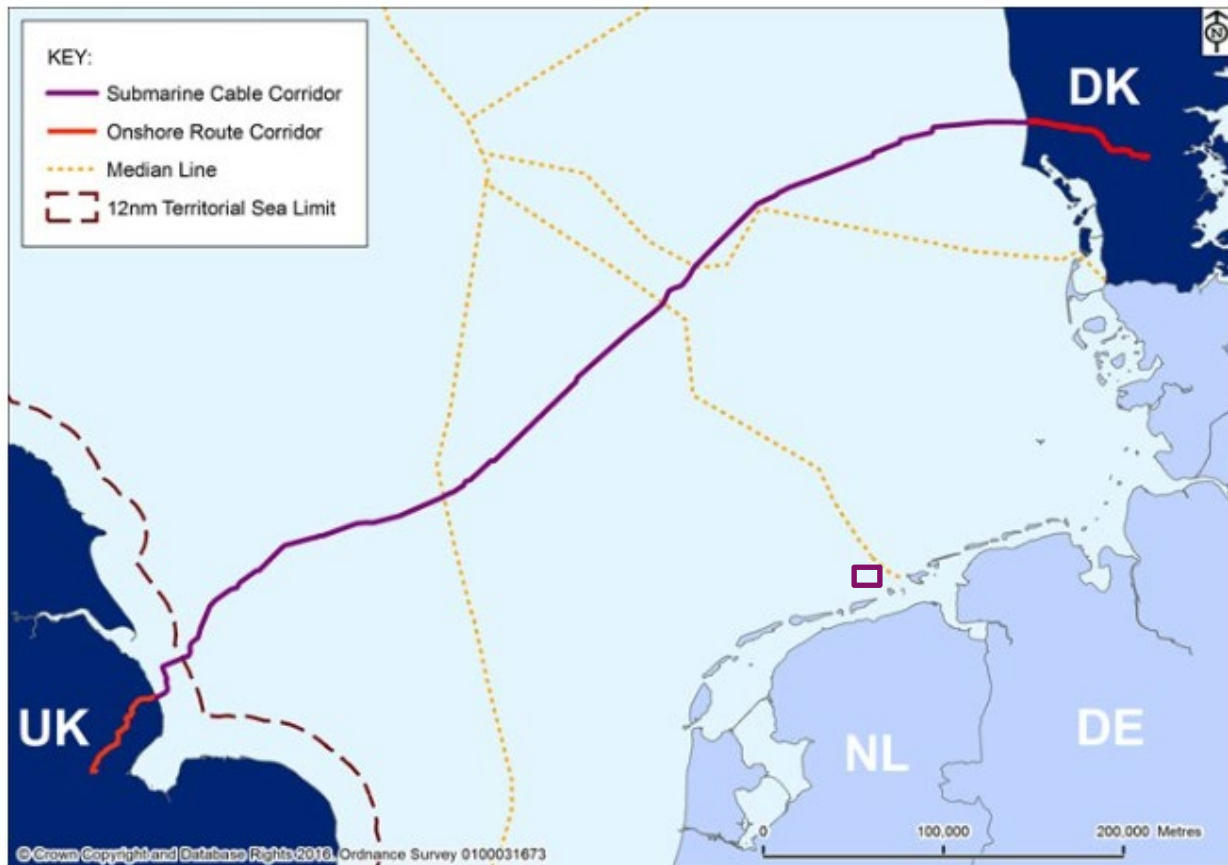 KEY:
Submarine Cable Corridor
Onshore Route Corridor
Median Line
12nm Territorial Sea Limit
N
DK
UK
NL
DE
0 100,000 200,000 Metres
© Crown Copyright and Database Rights 2016. Ordnance Survey 0100031673